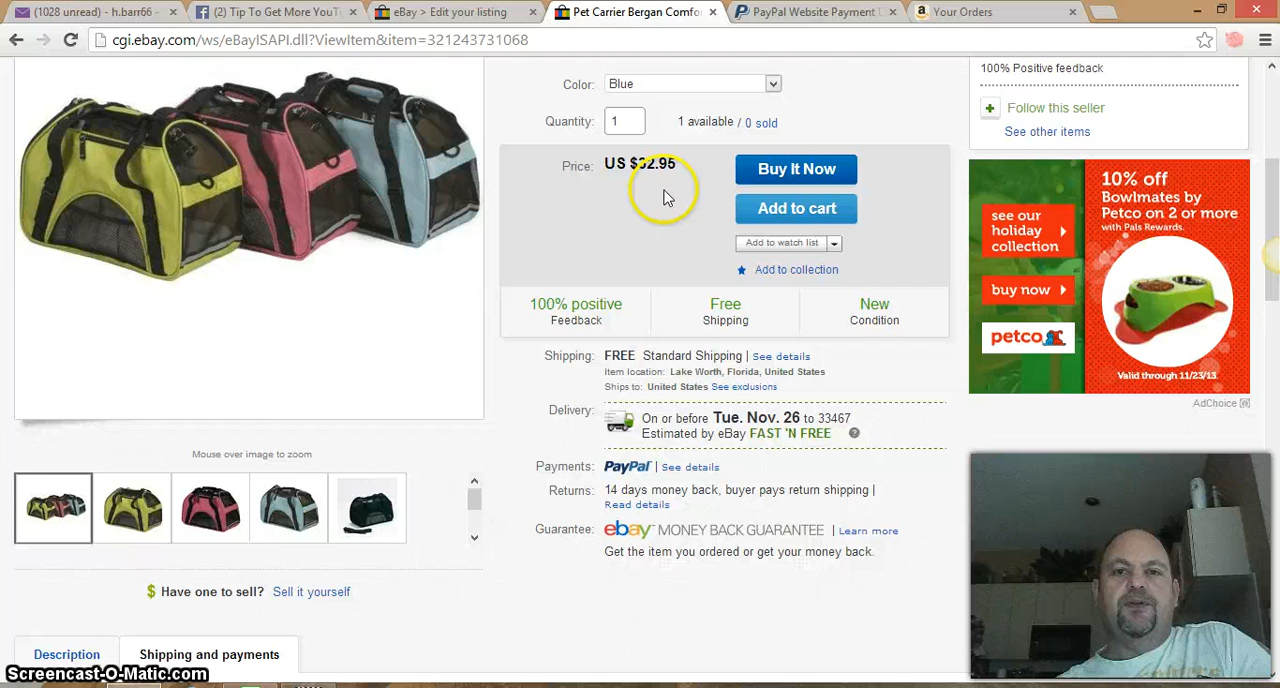 (1028 unread) - h.barr66 -
(2) Tip To Get More YouT
eBay > Edit your listing
Pet Carrier Bergan Comfo
PayPal Website Payment
Your Orders
cgi.ebay.com/ws/eBayISAPI.dll?ViewItem&item=321243731068
Color: Blue
Quantity: 1 1 available / 0 sold
Price: US $32.95
Buy It Now
Add to cart
Add to watch list
Add to collection
100% positive
Feedback
Free
Shipping
New
Condition
Shipping: FREE Standard Shipping | See details
Item location: Lake Worth, Florida, United States
Ships to: United States See exclusions
Delivery: On or before Tue. Nov. 26 to 33467
Estimated by eBay FAST 'N FREE ?
Payments: PayPal | See details
Returns: 14 days money back, buyer pays return shipping |
Read details
Guarantee: ebay MONEY BACK GUARANTEE | Learn more
Get the item you ordered or get your money back.
Mouse over image to zoom
$ Have one to sell? Sell it yourself
Description
Shipping and payments
100% Positive feedback
+ Follow this seller
See other items
see our
holiday
collection
buy now
petco
10% off
Bowlmates by
Petco on 2 or more
with Pals Rewards.
Valid through 11/23/13.
AdChoice
Screencast-O-Matic.com